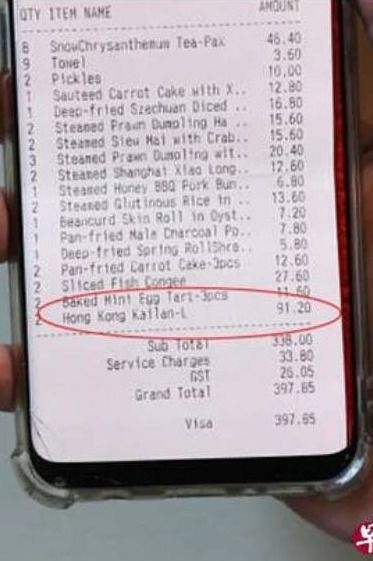 QTY ITEM NAME AMOUNT
8 SnowChrysanthemum Tea-Pax 46.40
9 Towel 3.60
2 Pickles 10.00
1 Sauteed Carrot Cake with X.. 12.80
1 Deep-fried Szechuan Diced .. 16.80
2 Steamed Prawn Dumpling Ha .. 15.60
2 Steamed Siew Mai with Crab.. 15.60
3 Steamed Prawn Dumpling wit.. 20.40
2 Steamed Shanghai Xiao Long.. 12.60
1 Steamed Honey BBQ Pork Bun.. 6.80
2 Steamed Glutinous Rice in .. 13.60
1 Beancurd Skin Roll in Oyst.. 7.20
1 Pan-fried Mala Charcoal Po.. 7.80
1 Deep-fried Spring RollShra.. 5.80
2 Pan-fried Carrot Cake-3pcs 12.60
2 Sliced Fish Congee 27.60
2 Baked Mini Egg Tart-3pcs 11.60
2 Hong Kong Kailan-L 91.20
Sub Total 338.00
Service Charges 33.80
GST 26.05
Grand Total 397.85
Visa 397.85